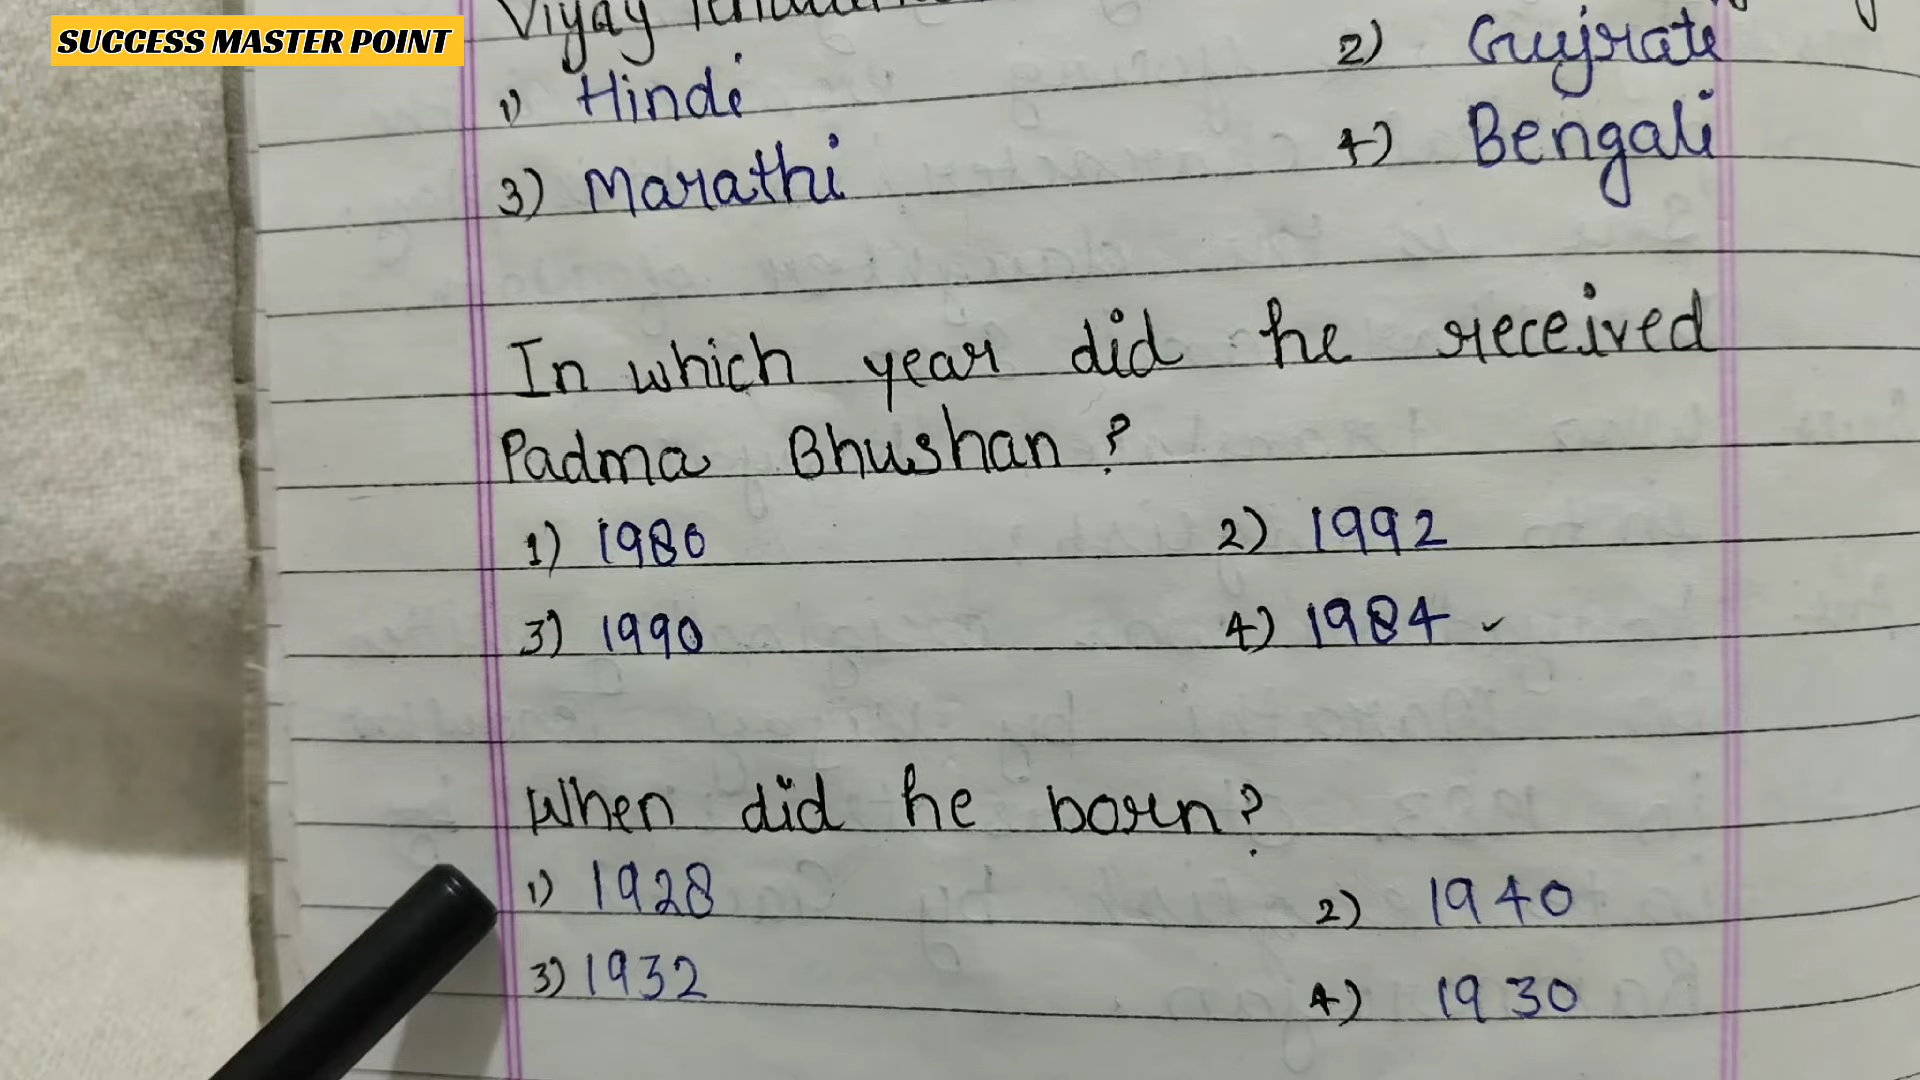 SUCCESS MASTER POINT
Vijay
1) Hindi
2) Gujrate
3) Marathi
4) Bengali
In which year did he received
Padma Bhushan ?
1) 1980
2) 1992
3) 1990
4) 1984 ✓
When did he born?
1) 1928
2) 1940
3) 1932
4) 1930